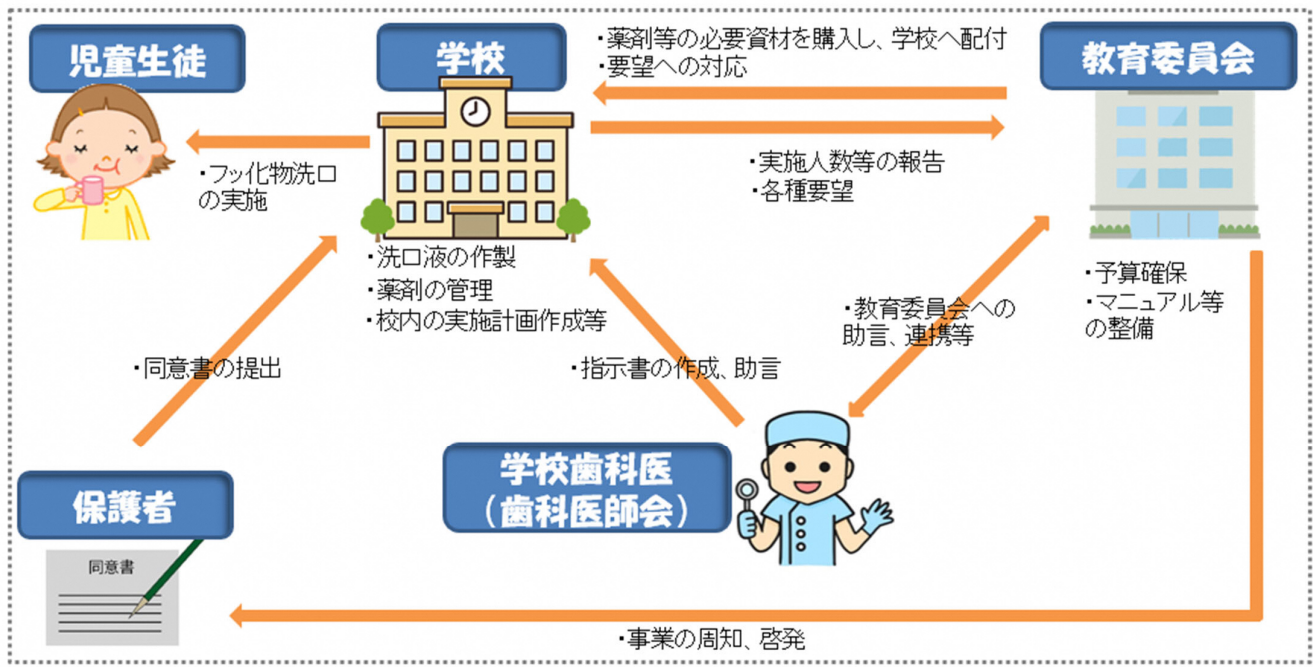 児童生徒
学校
・薬剤等の必要資材を購入し、学校へ配付
・要望への対応
教育委員会
・フッ化物洗口
の実施
・実施人数等の報告
・各種要望
・洗口液の作製
・薬剤の管理
・校内の実施計画作成等
・予算確保
・マニュアル等
の整備
・教育委員会への
助言、連携等
・同意書の提出
・指示書の作成、助言
学校歯科医
（歯科医師会）
保護者
同意書
・事業の周知、啓発